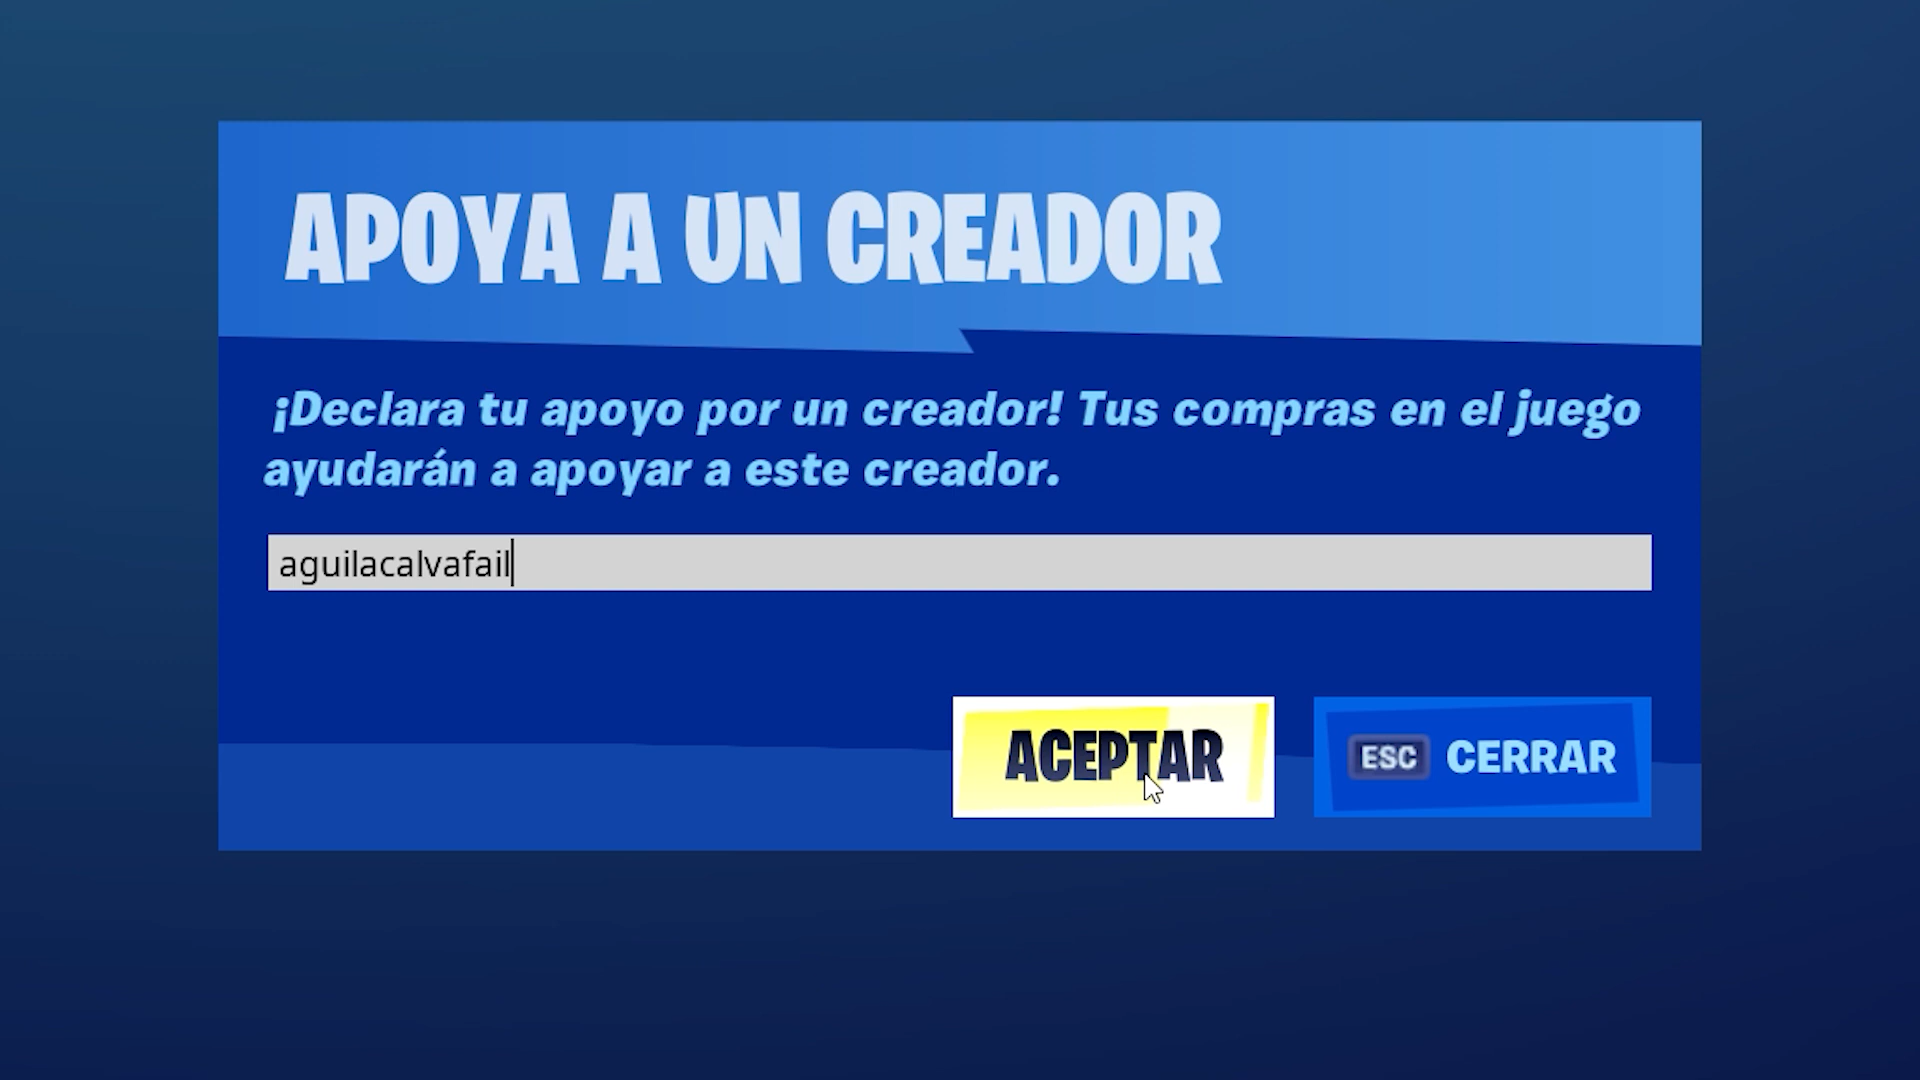 APOYA A UN CREADOR
¡Declara tu apoyo por un creador! Tus compras en el juego
ayudarán a apoyar a este creador.
aguilacalvafail
ACEPTAR
ESC CERRAR